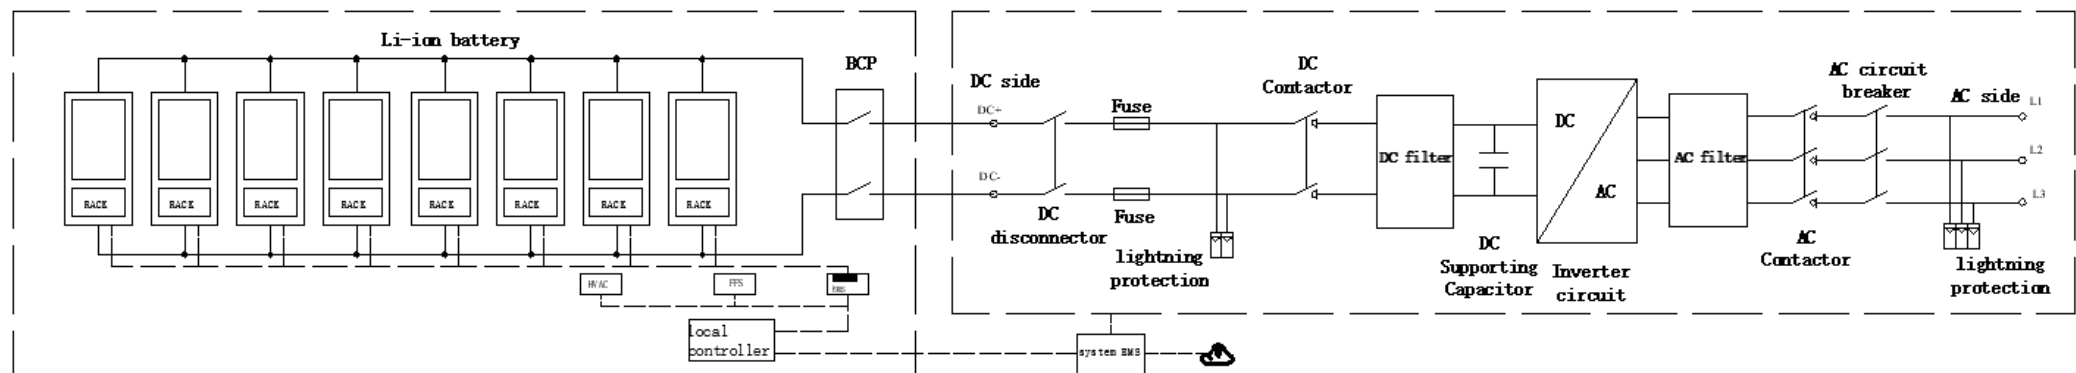 Li-ion battery
RACK
RACK
RACK
RACK
RACK
RACK
RACK
RACK
HVAC
FFS
BMS
local
controller
BCP
DC side
DC+
DC-
DC
disconnector
Fuse
Fuse
lightning
protection
DC
Contactor
DC filter
DC
Supporting
Capacitor
DC
AC
Inverter
circuit
AC filter
AC
Contactor
AC circuit
breaker
AC side
L1
L2
L3
lightning
protection
system EMS